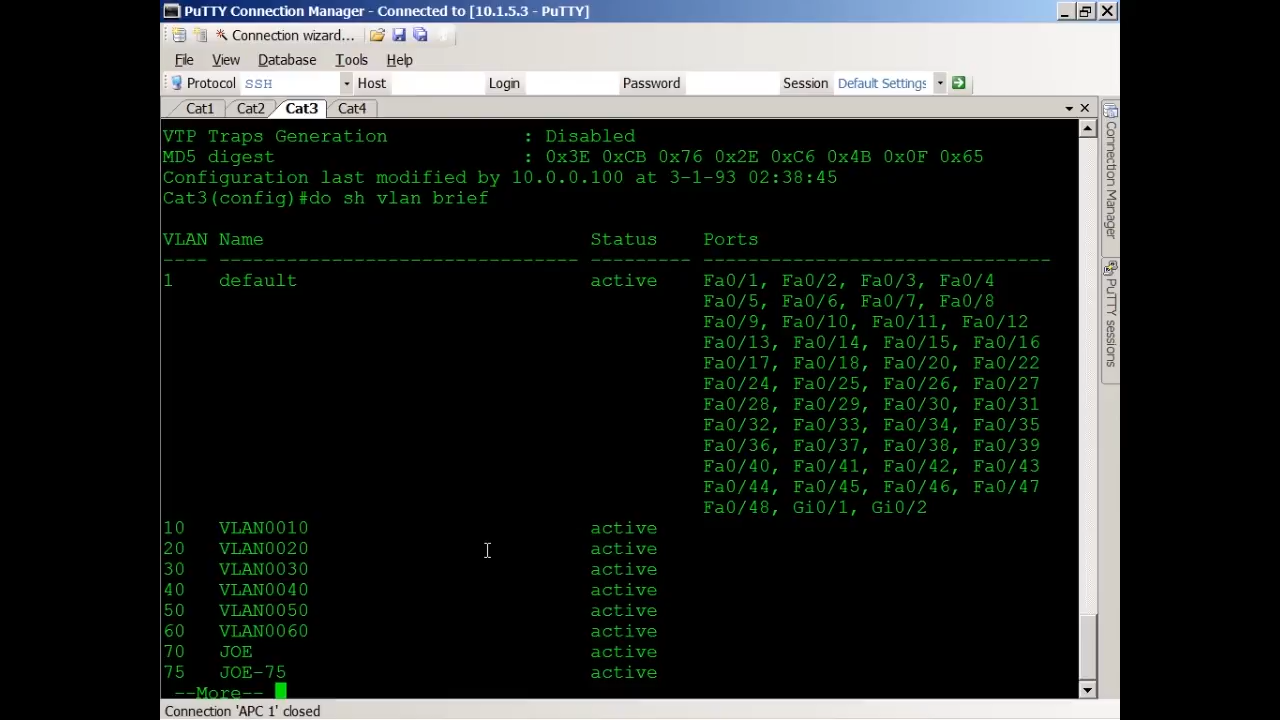 PuTTY Connection Manager - Connected to [10.1.5.3 - PuTTY]
Connection wizard...
File View Database Tools Help
Protocol SSH Host Login Password Session Default Settings
Cat1 Cat2 Cat3 Cat4
VTP Traps Generation : Disabled
MD5 digest : 0x3E 0xCB 0x76 0x2E 0xC6 0x4B 0x0F 0x65
Configuration last modified by 10.0.0.100 at 3-1-93 02:38:45
Cat3(config)#do sh vlan brief
VLAN Name Status Ports
---- -------------------------------- --------- -------------------------------
1 default active Fa0/1, Fa0/2, Fa0/3, Fa0/4
Fa0/5, Fa0/6, Fa0/7, Fa0/8
Fa0/9, Fa0/10, Fa0/11, Fa0/12
Fa0/13, Fa0/14, Fa0/15, Fa0/16
Fa0/17, Fa0/18, Fa0/20, Fa0/22
Fa0/24, Fa0/25, Fa0/26, Fa0/27
Fa0/28, Fa0/29, Fa0/30, Fa0/31
Fa0/32, Fa0/33, Fa0/34, Fa0/35
Fa0/36, Fa0/37, Fa0/38, Fa0/39
Fa0/40, Fa0/41, Fa0/42, Fa0/43
Fa0/44, Fa0/45, Fa0/46, Fa0/47
Fa0/48, Gi0/1, Gi0/2
10 VLAN0010 active
20 VLAN0020 active
30 VLAN0030 active
40 VLAN0040 active
50 VLAN0050 active
60 VLAN0060 active
70 JOE active
75 JOE-75 active
--More--
Connection 'APC 1' closed
Connection Manager
PuTTY sessions